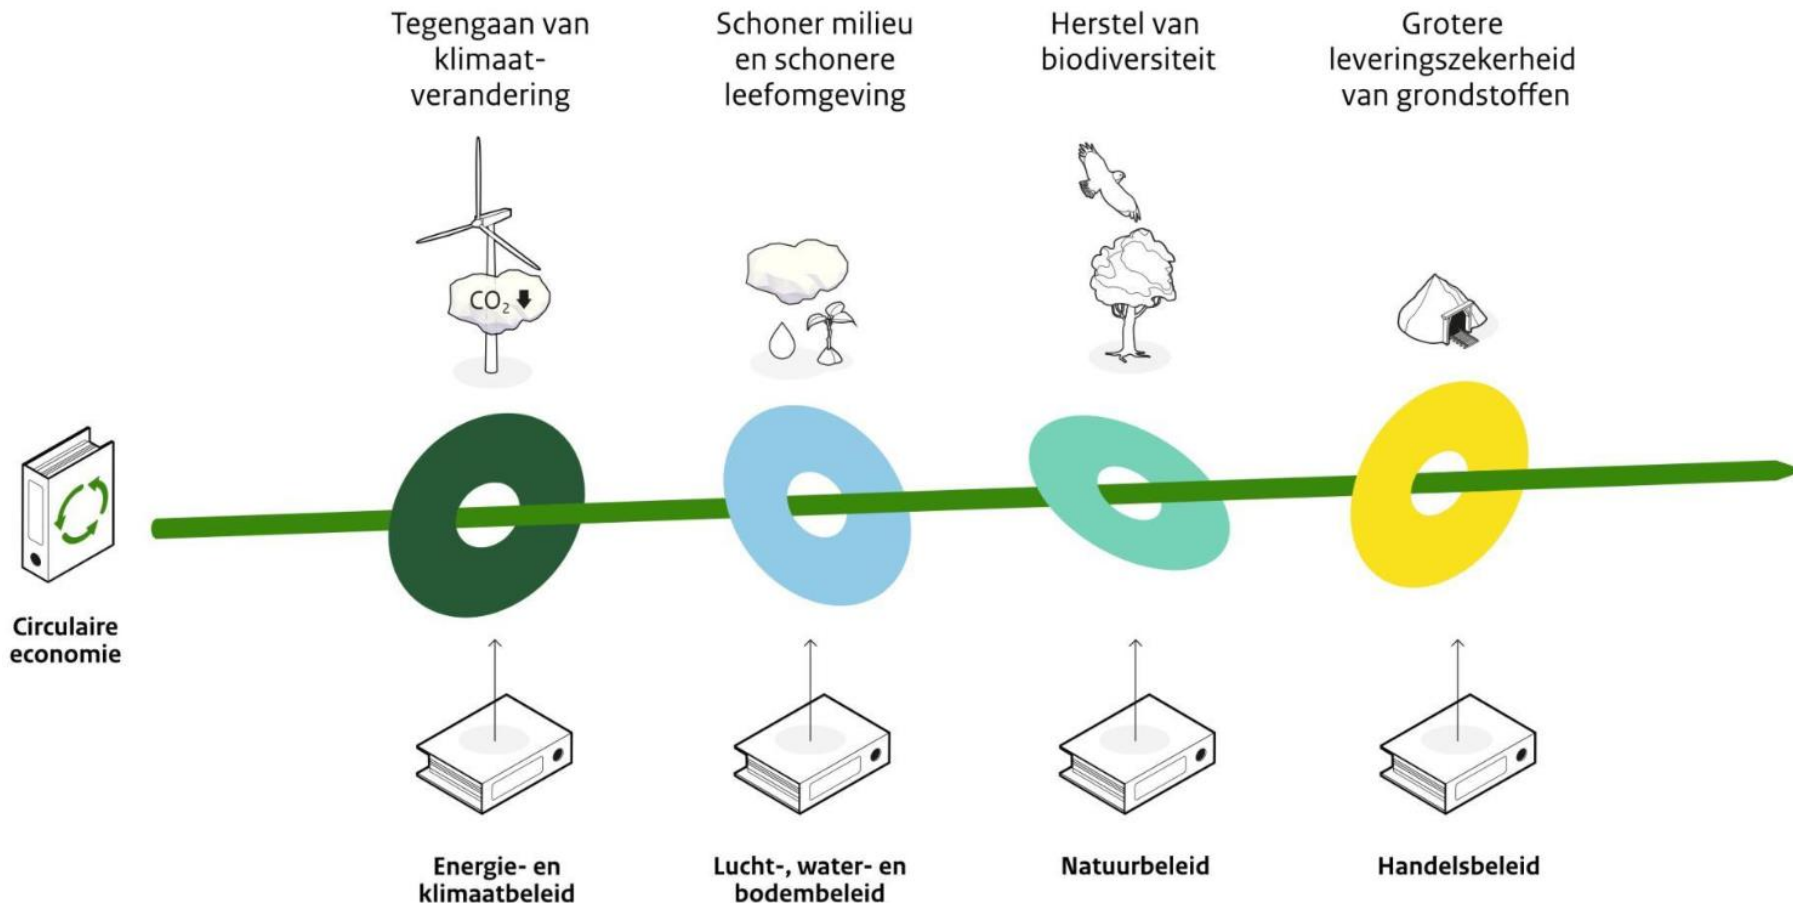 Tegengaan van
klimaat-
verandering
Schoner milieu
en schonere
leefomgeving
Herstel van
biodiversiteit
Grotere
leveringszekerheid
van grondstoffen
CO₂
Circulaire
economie
Energie- en
klimaatbeleid
Lucht-, water- en
bodembeleid
Natuurbeleid
Handelsbeleid